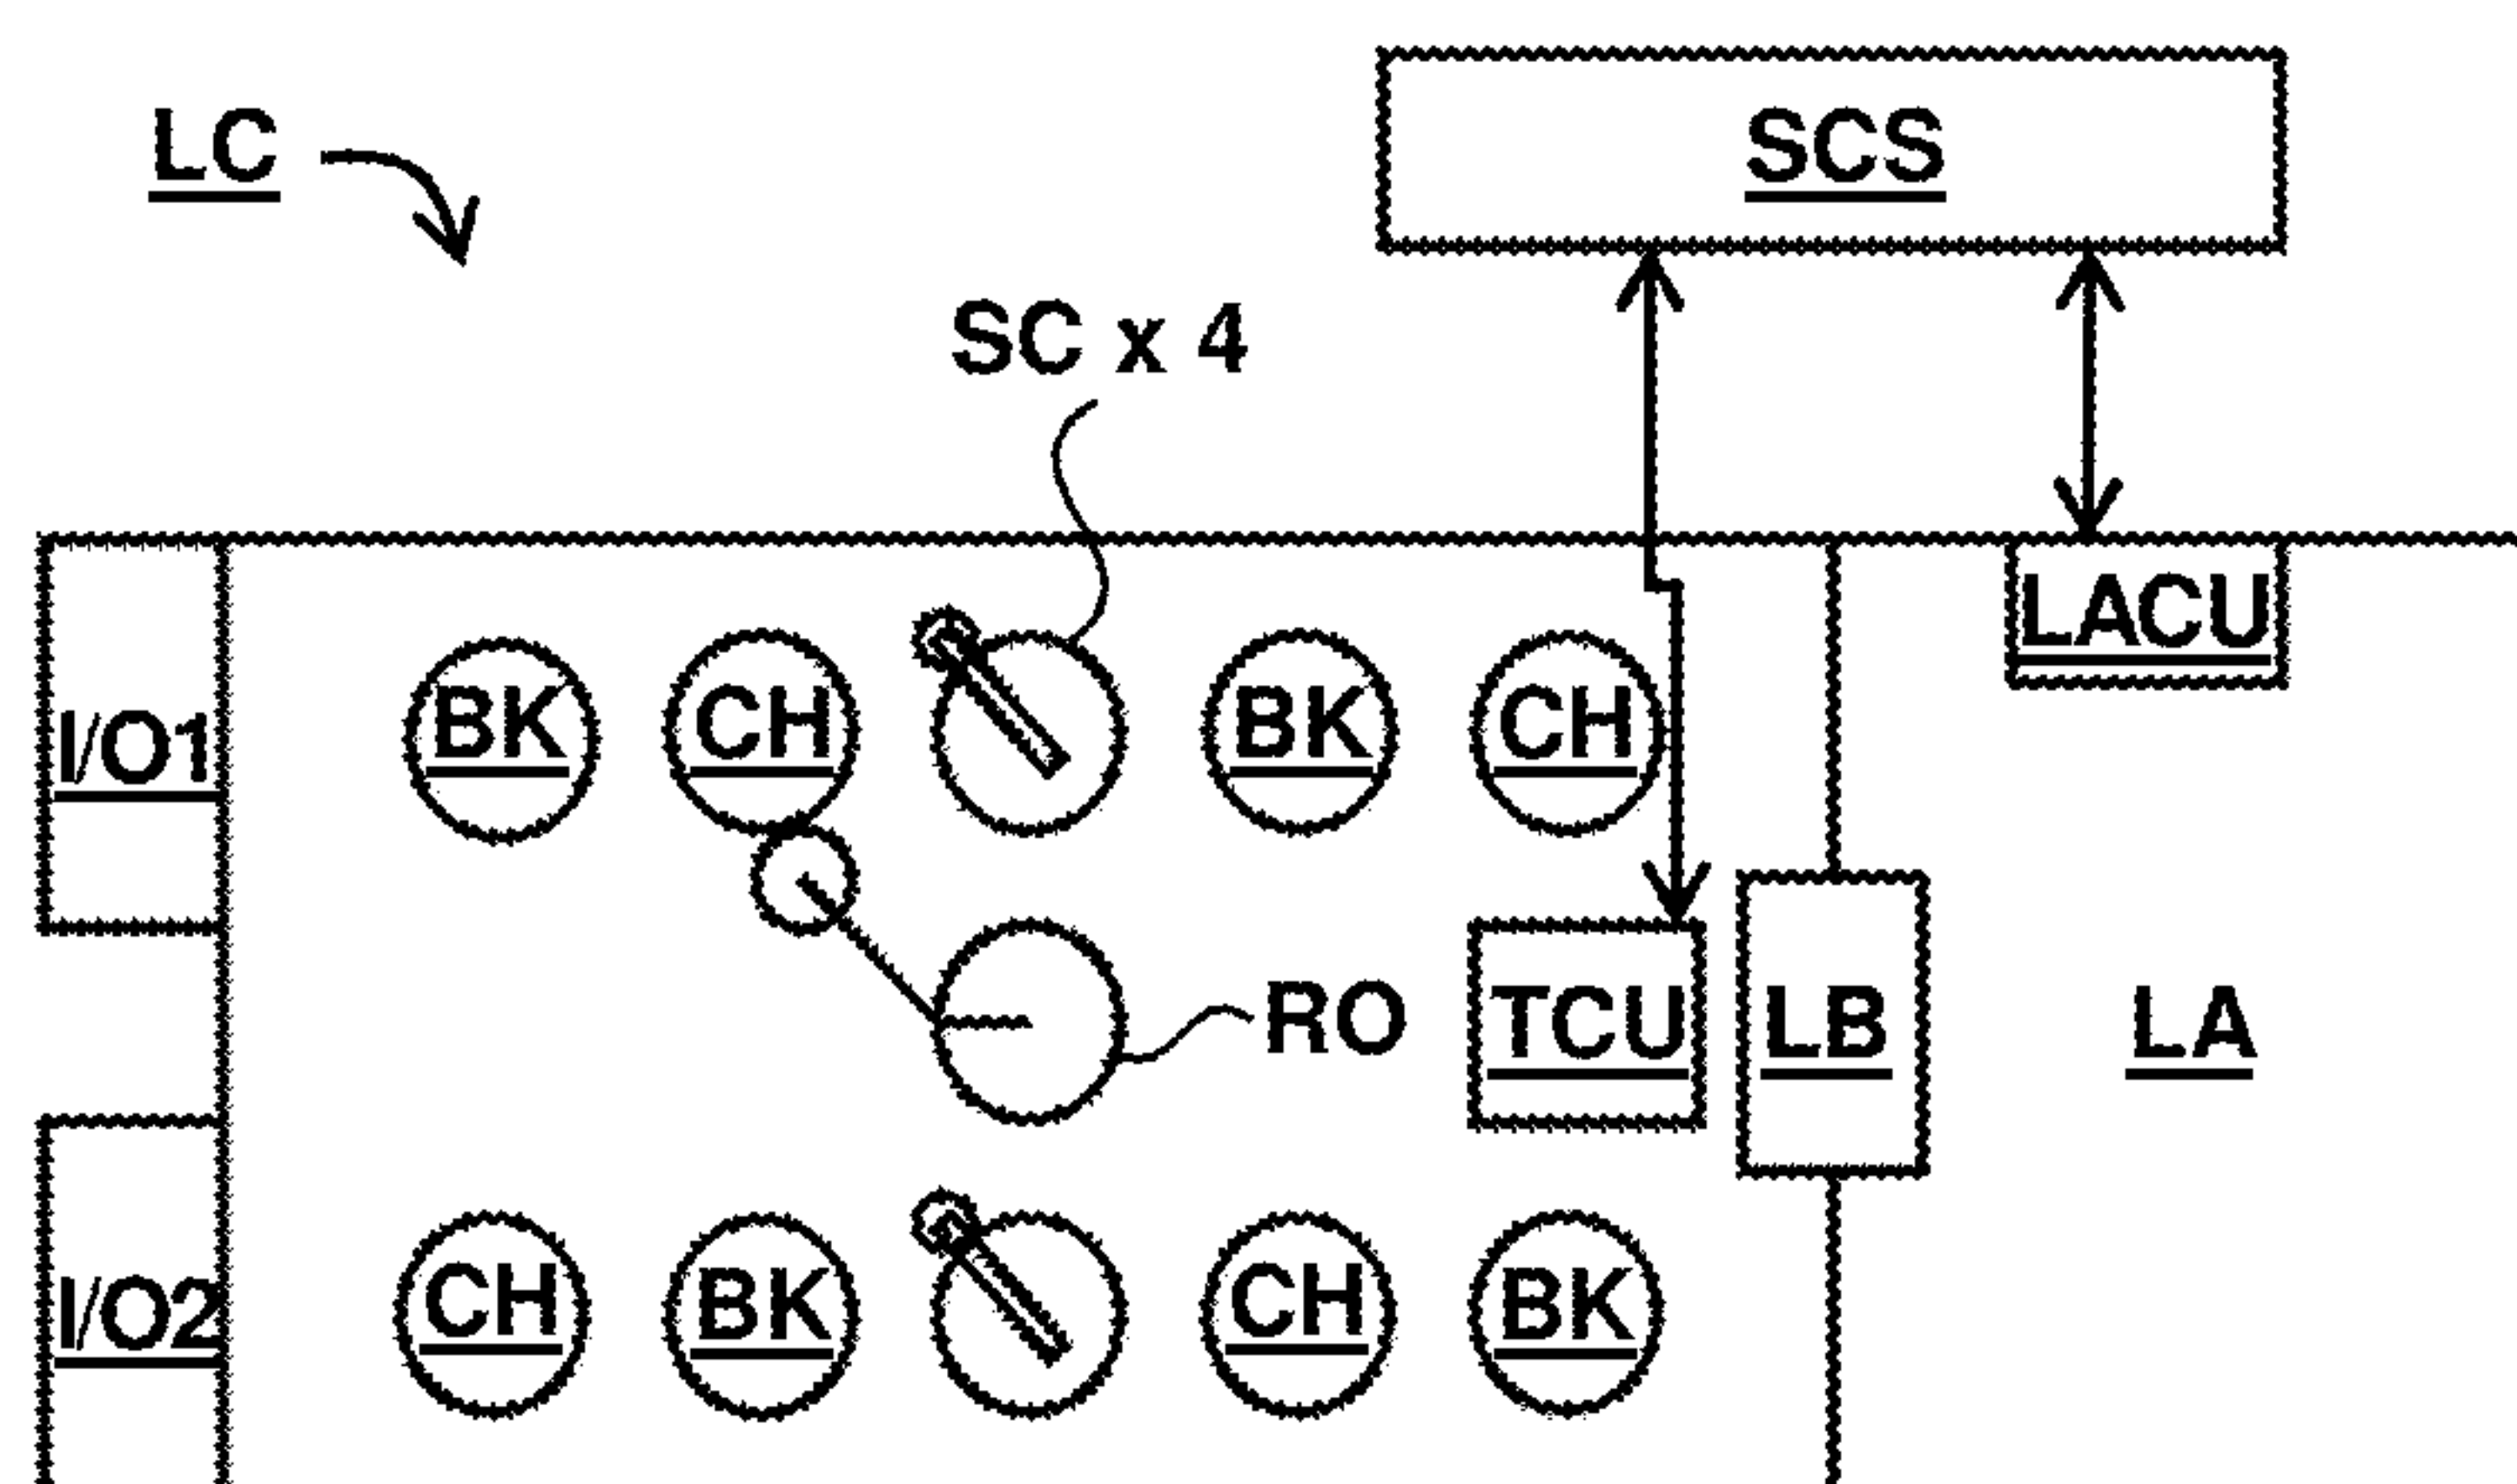 LC
SCS
SC x 4
LACU
I/O1
BK
CH
BK
CH
RO
TCU
LB
LA
I/O2
CH
BK
CH
BK